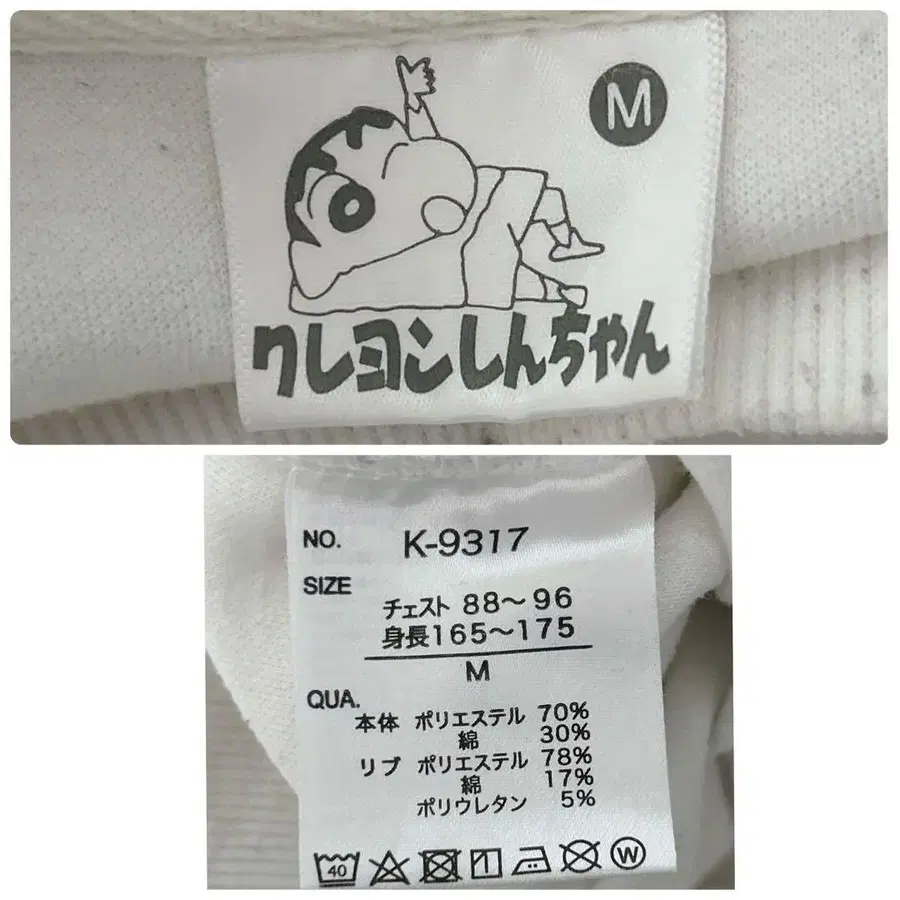 M
クレヨンしんちゃん
NO. K-9317
SIZE
チェスト 88～96
身長165～175
M
QUA.
本体 ポリエステル 70%
綿 30%
リブ ポリエステル 78%
綿 17%
ポリウレタン 5%
40 W